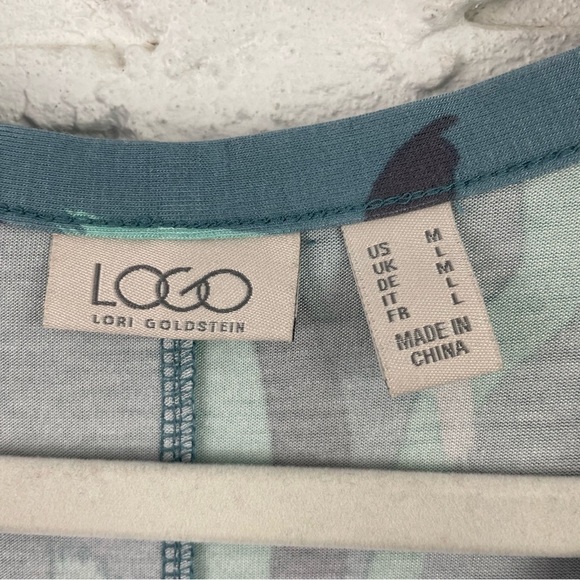 LOGO
LORI GOLDSTEIN
US M
UK L
DE M
IT L
FR L
MADE IN
CHINA